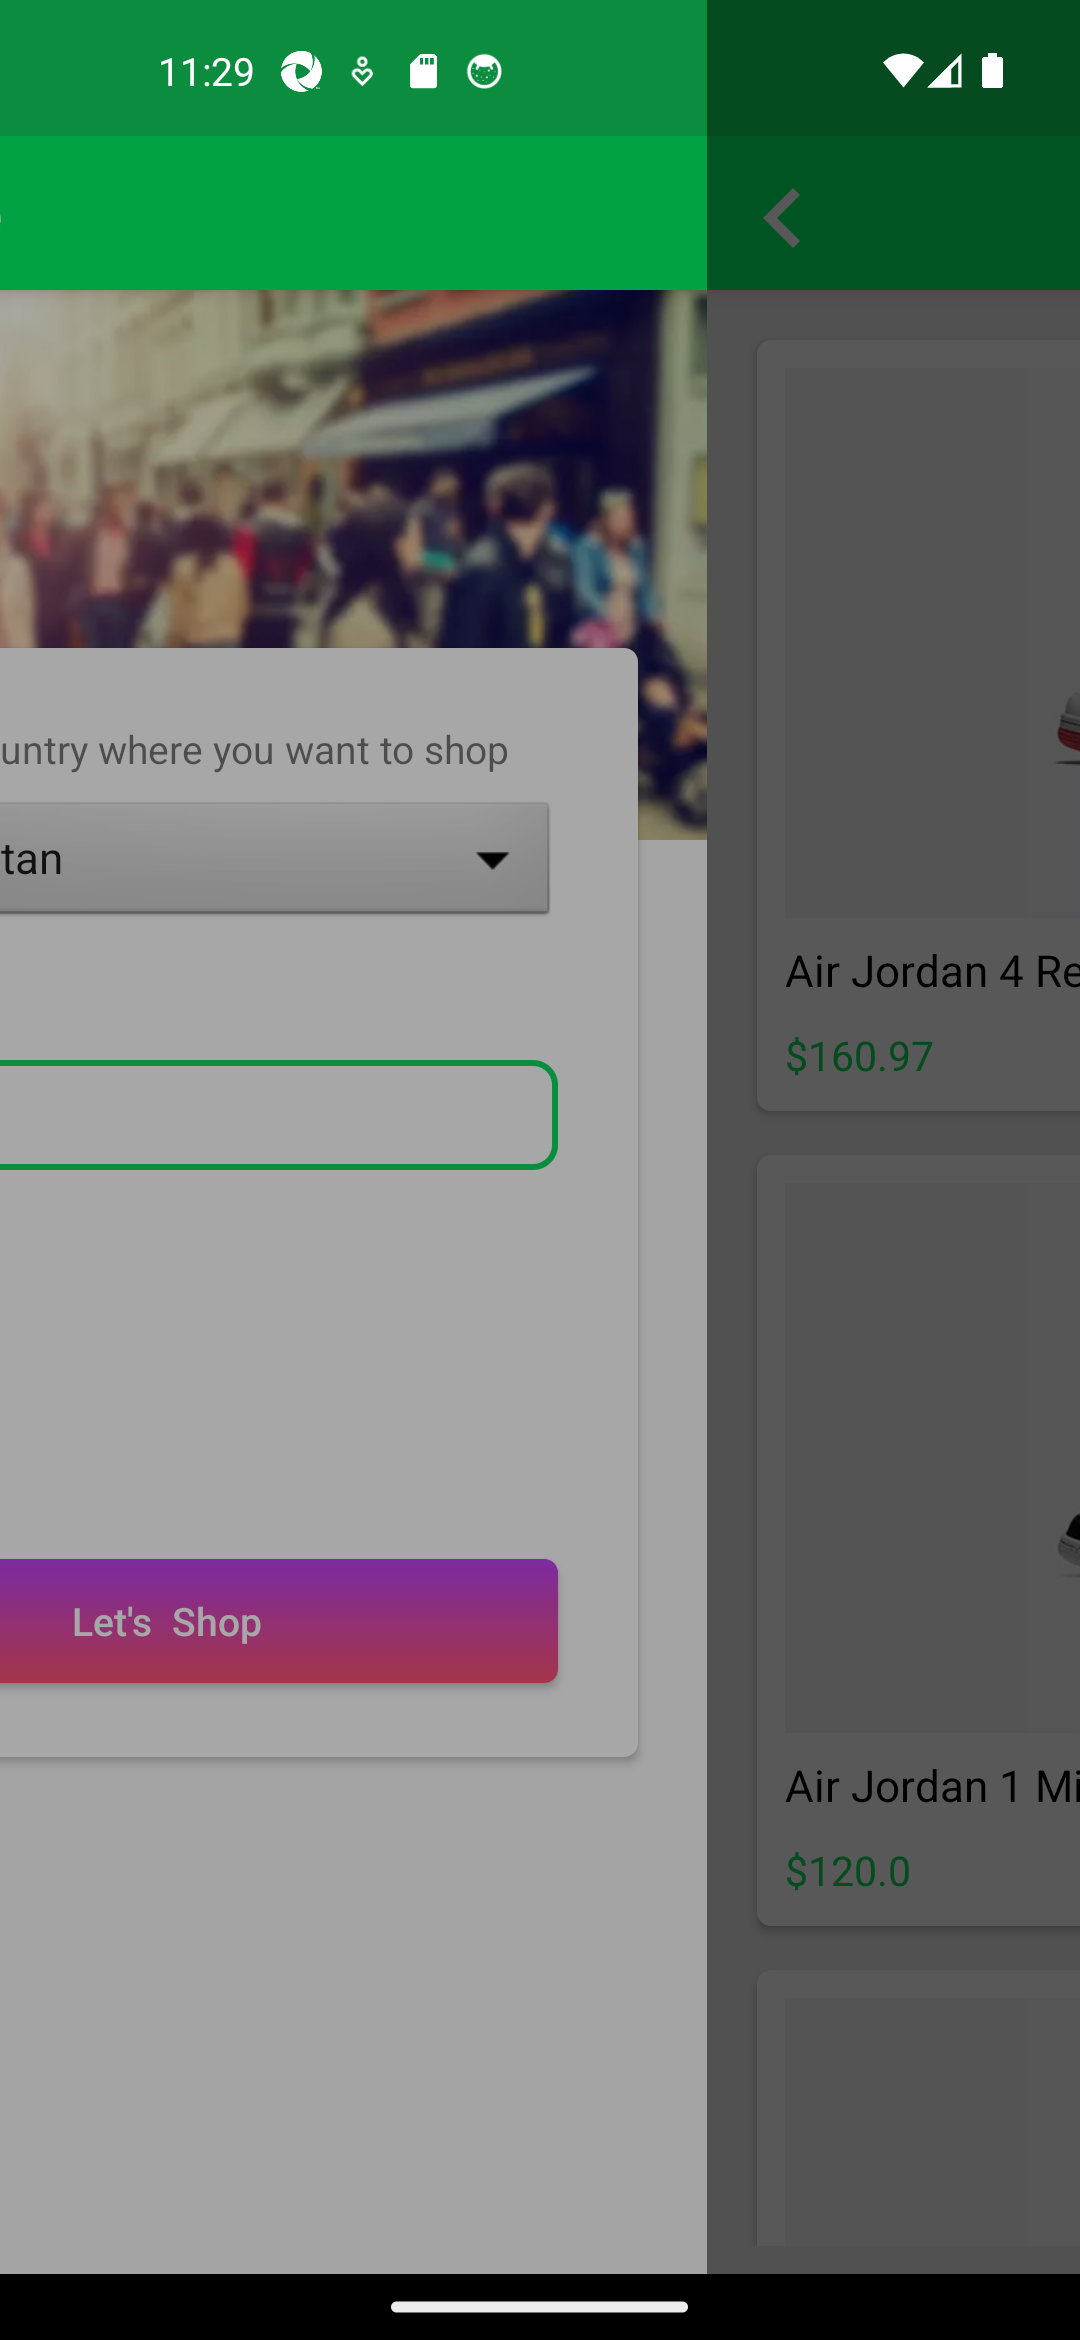 11:29
untry where you want to shop
tan
Let's Shop
Air Jordan 4 Re
$160.97
Air Jordan 1 Mi
$120.0